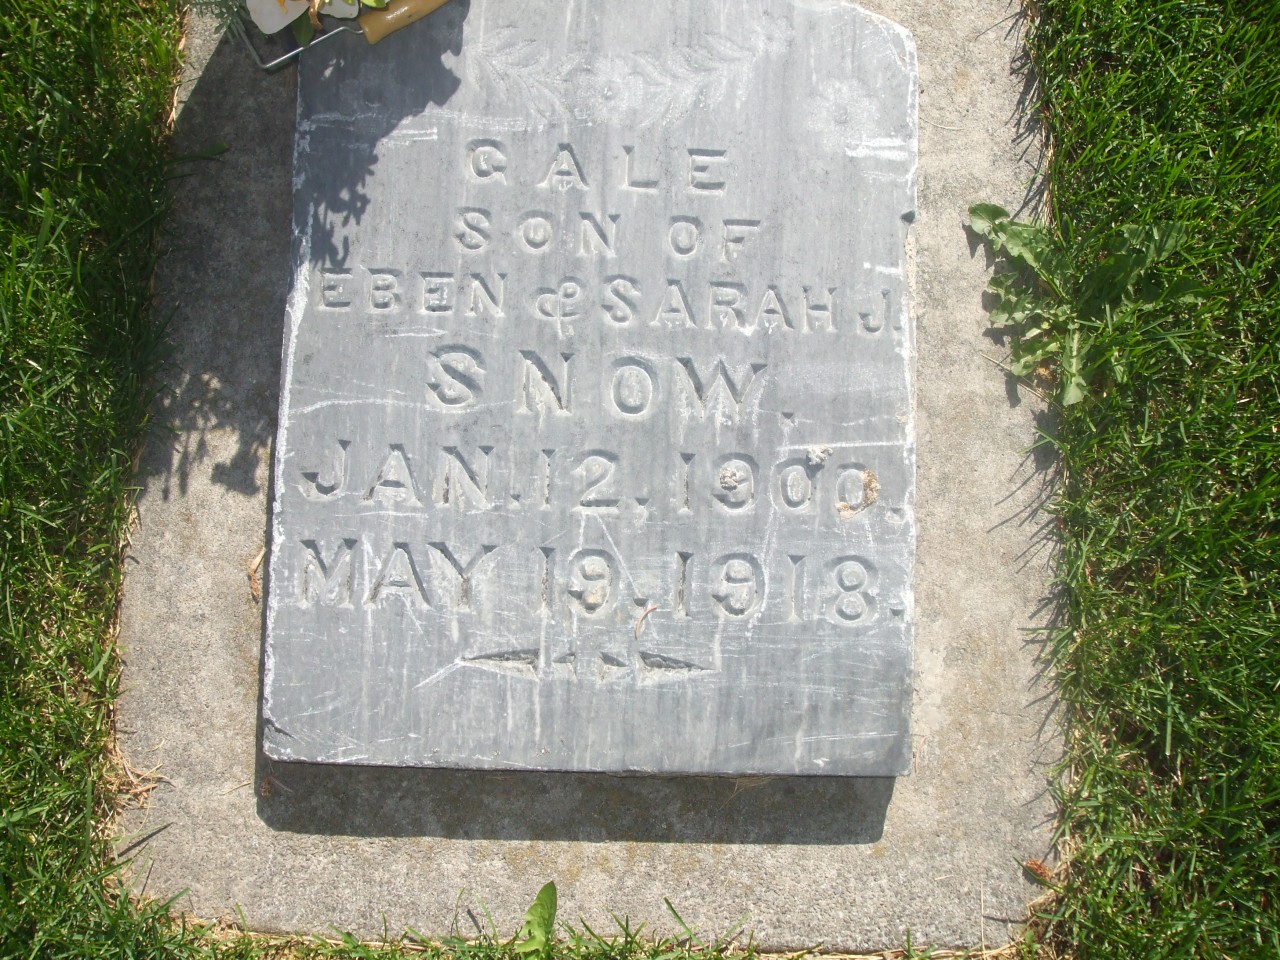 GALE
SON OF
EBEN & SARAH J.
SNOW.
JAN. 12. 1900.
MAY 19. 1918.